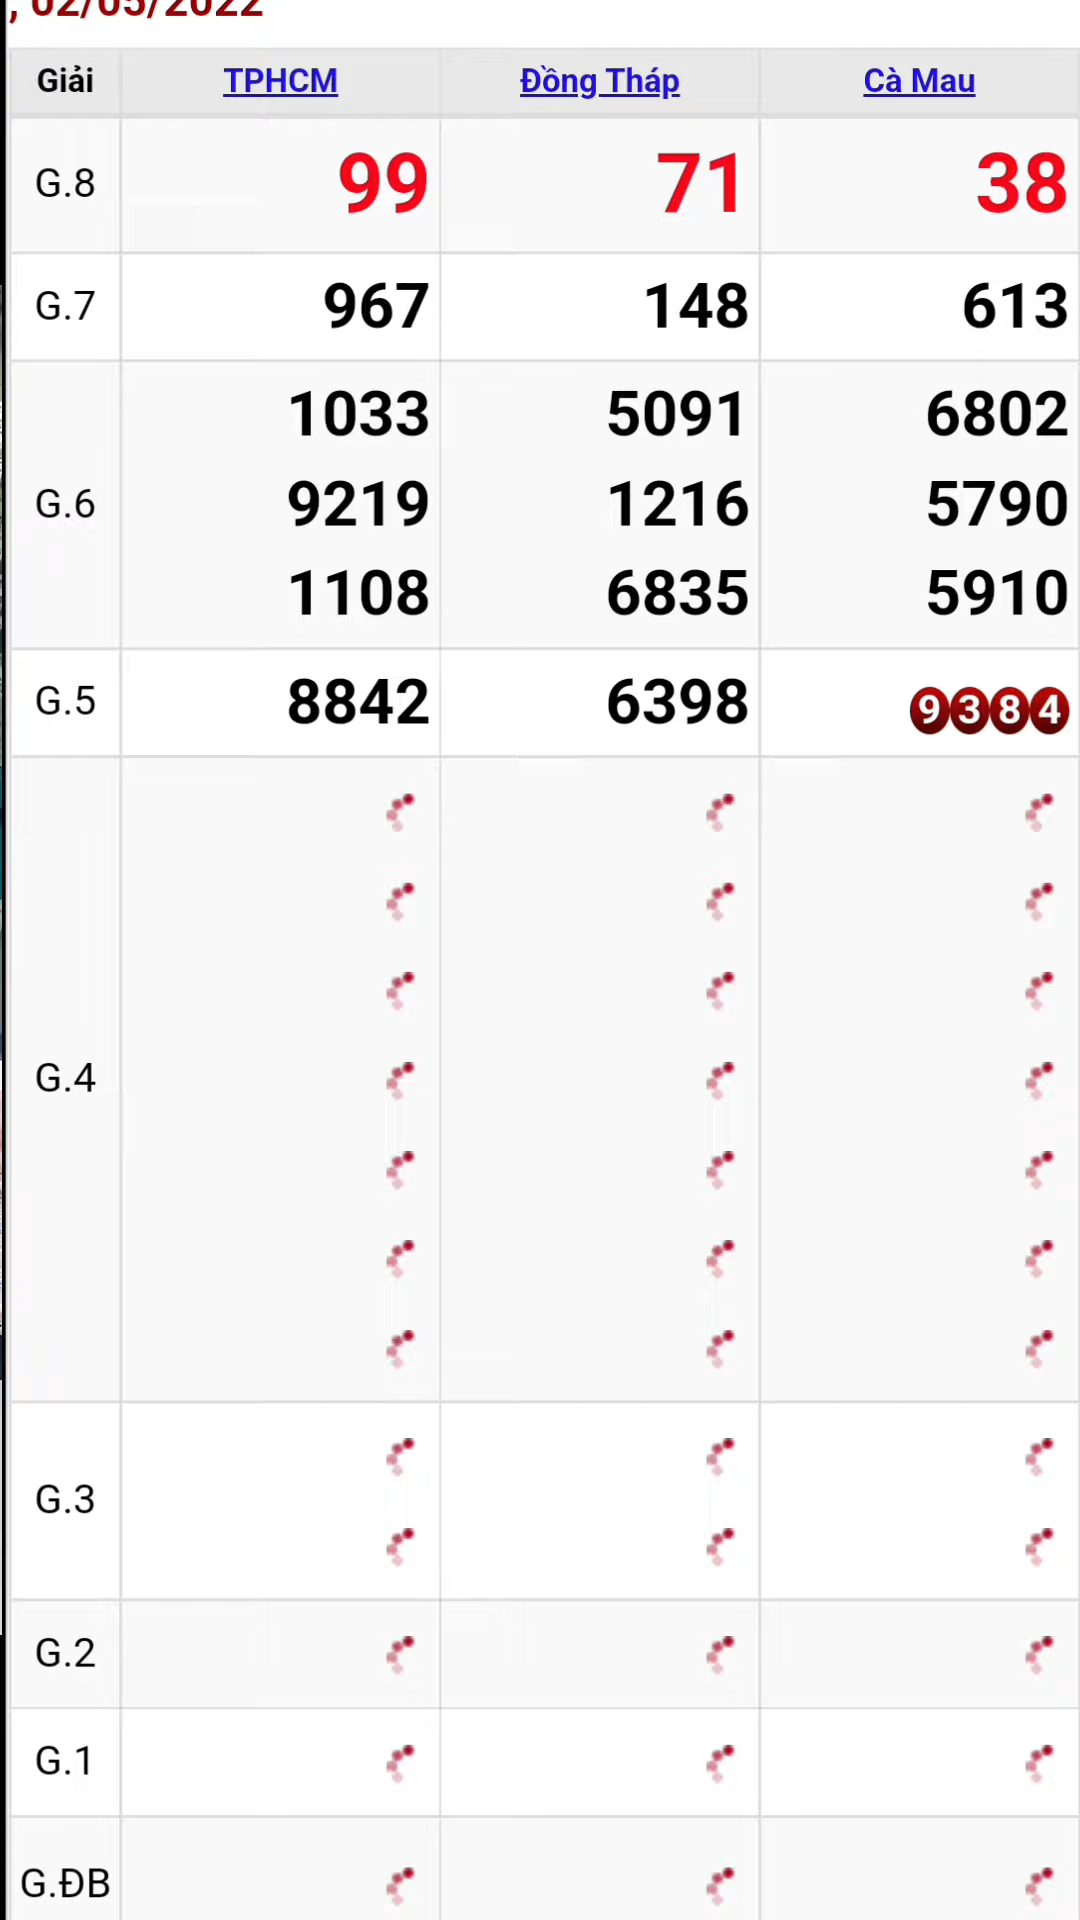 , 02/05/2022
Giải TPHCM Đồng Tháp Cà Mau
G.8 99 71 38
G.7 967 148 613
1033 5091 6802
G.6 9219 1216 5790
1108 6835 5910
G.5 8842 6398 9384
G.4
G.3
G.2
G.1
G.ĐB